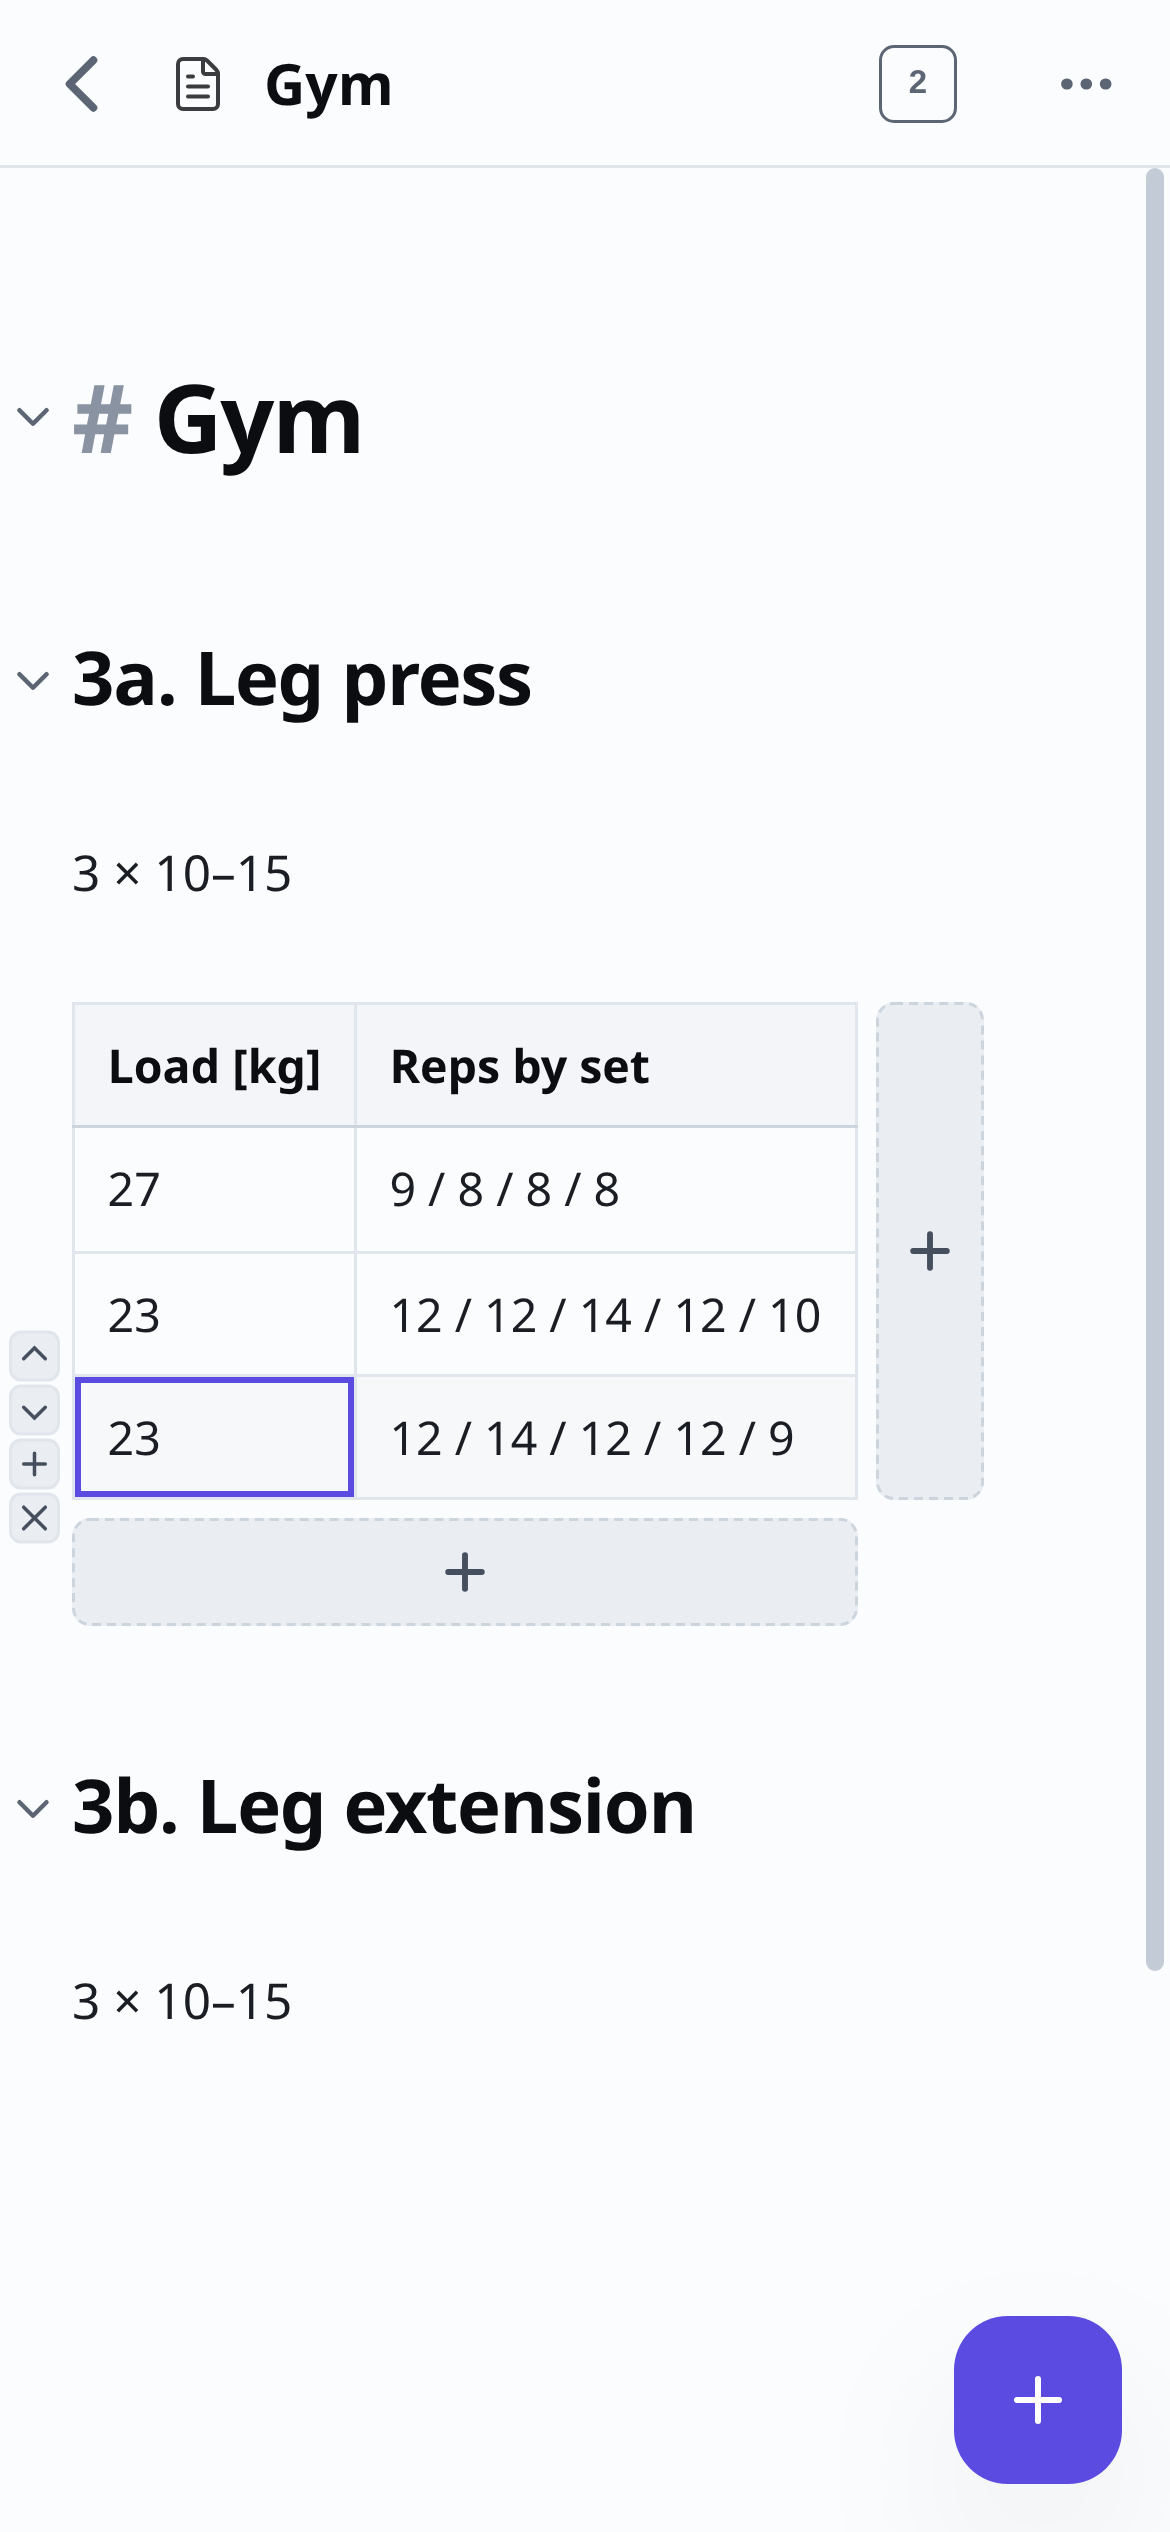 Gym
2
# Gym
3a. Leg press
3 × 10–15
Load [kg] Reps by set
27 9 / 8 / 8 / 8
23 12 / 12 / 14 / 12 / 10
23 12 / 14 / 12 / 12 / 9
3b. Leg extension
3 × 10–15